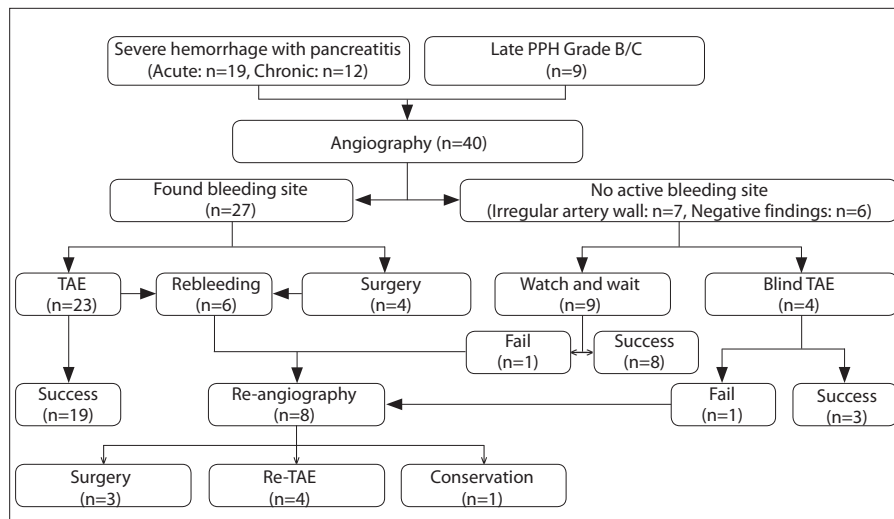 Severe hemorrhage with pancreatitis
(Acute: n=19, Chronic: n=12)
Late PPH Grade B/C
(n=9)
Angiography (n=40)
Found bleeding site
(n=27)
No active bleeding site
(Irregular artery wall: n=7, Negative findings: n=6)
TAE
(n=23)
Rebleeding
(n=6)
Surgery
(n=4)
Watch and wait
(n=9)
Blind TAE
(n=4)
Fail
(n=1)
Success
(n=8)
Success
(n=19)
Re-angiography
(n=8)
Fail
(n=1)
Success
(n=3)
Surgery
(n=3)
Re-TAE
(n=4)
Conservation
(n=1)